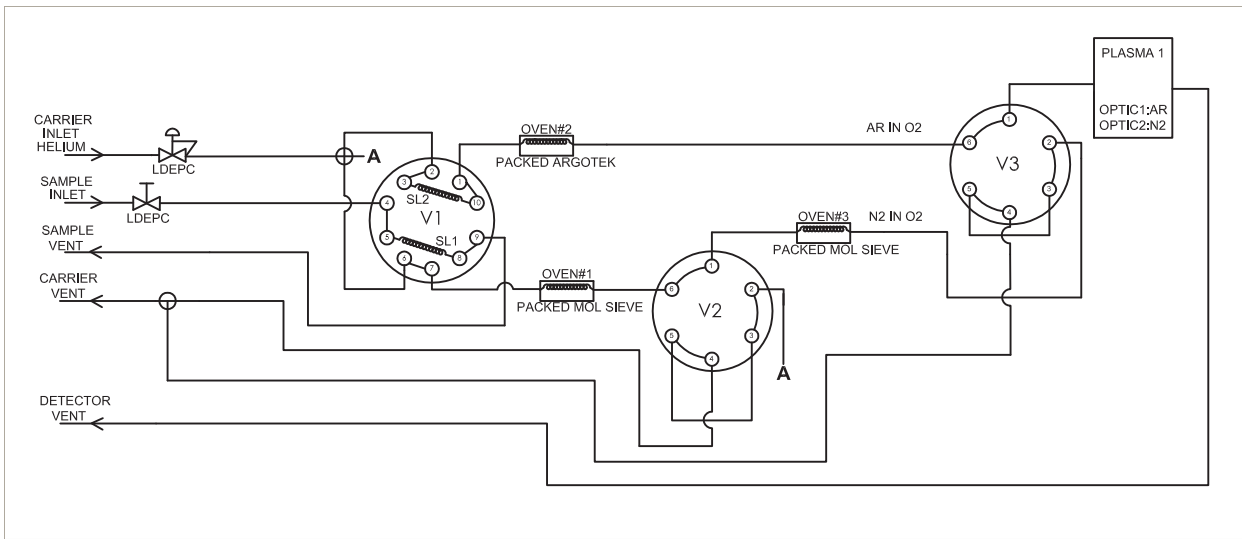 CARRIER
INLET
HELIUM
LDEPC
A
SAMPLE
INLET
LDEPC
SAMPLE
VENT
CARRIER
VENT
DETECTOR
VENT
2
3
1
SL2
10
4
V1
5
SL1
9
6
8
7
OVEN#2
PACKED ARGOTEK
OVEN#1
PACKED MOL SIEVE
1
6
2
V2
5
3
4
A
OVEN#3
PACKED MOL SIEVE
AR IN O2
N2 IN O2
1
6
2
V3
5
3
4
PLASMA 1
OPTIC1:AR
OPTIC2:N2